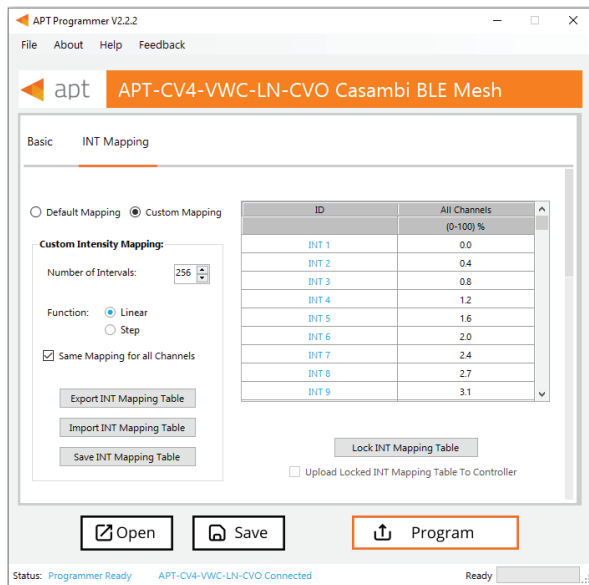 APT Programmer V2.2.2
File About Help Feedback
apt APT-CV4-VWC-LN-CVO Casambi BLE Mesh
Basic INT Mapping
Default Mapping Custom Mapping
Custom Intensity Mapping:
Number of Intervals: 256
Function: Linear
Step
Same Mapping for all Channels
Export INT Mapping Table
Import INT Mapping Table
Save INT Mapping Table
ID All Channels
(0-100) %
INT 1 0.0
INT 2 0.4
INT 3 0.8
INT 4 1.2
INT 5 1.6
INT 6 2.0
INT 7 2.4
INT 8 2.7
INT 9 3.1
Lock INT Mapping Table
Upload Locked INT Mapping Table To Controller
Open Save Program
Status: Programmer Ready APT-CV4-VWC-LN-CVO Connected Ready